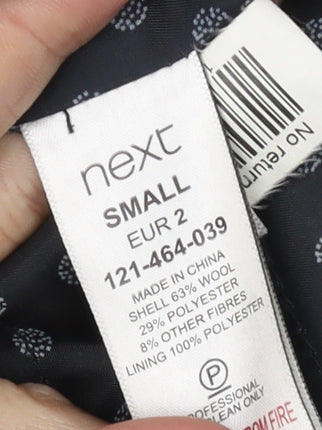 next
SMALL
EUR 2
121-464-039
MADE IN CHINA
SHELL 63% WOOL
29% POLYESTER
8% OTHER FIBRES
LINING 100% POLYESTER
P
PROFESSIONAL
CLEAN ONLY
FIRE
No return